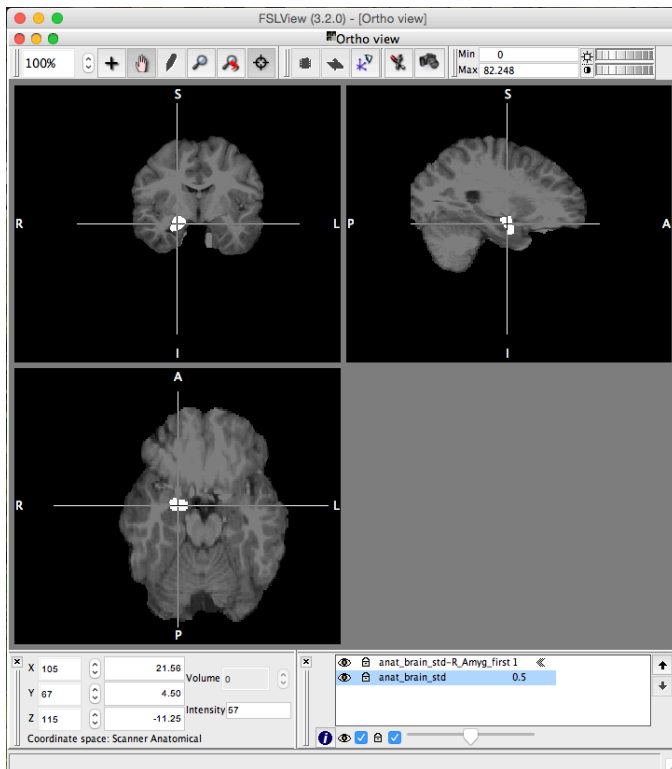 FSLView (3.2.0) - [Ortho view]
Ortho view
100%
Min 0
Max 82.248
S
R
L
I
S
P
A
I
A
R
L
P
X 105 21.56
Y 67 4.50
Z 115 -11.25
Volume 0
Intensity 57
Coordinate space: Scanner Anatomical
anat_brain_std-R_Amyg_first 1
anat_brain_std 0.5